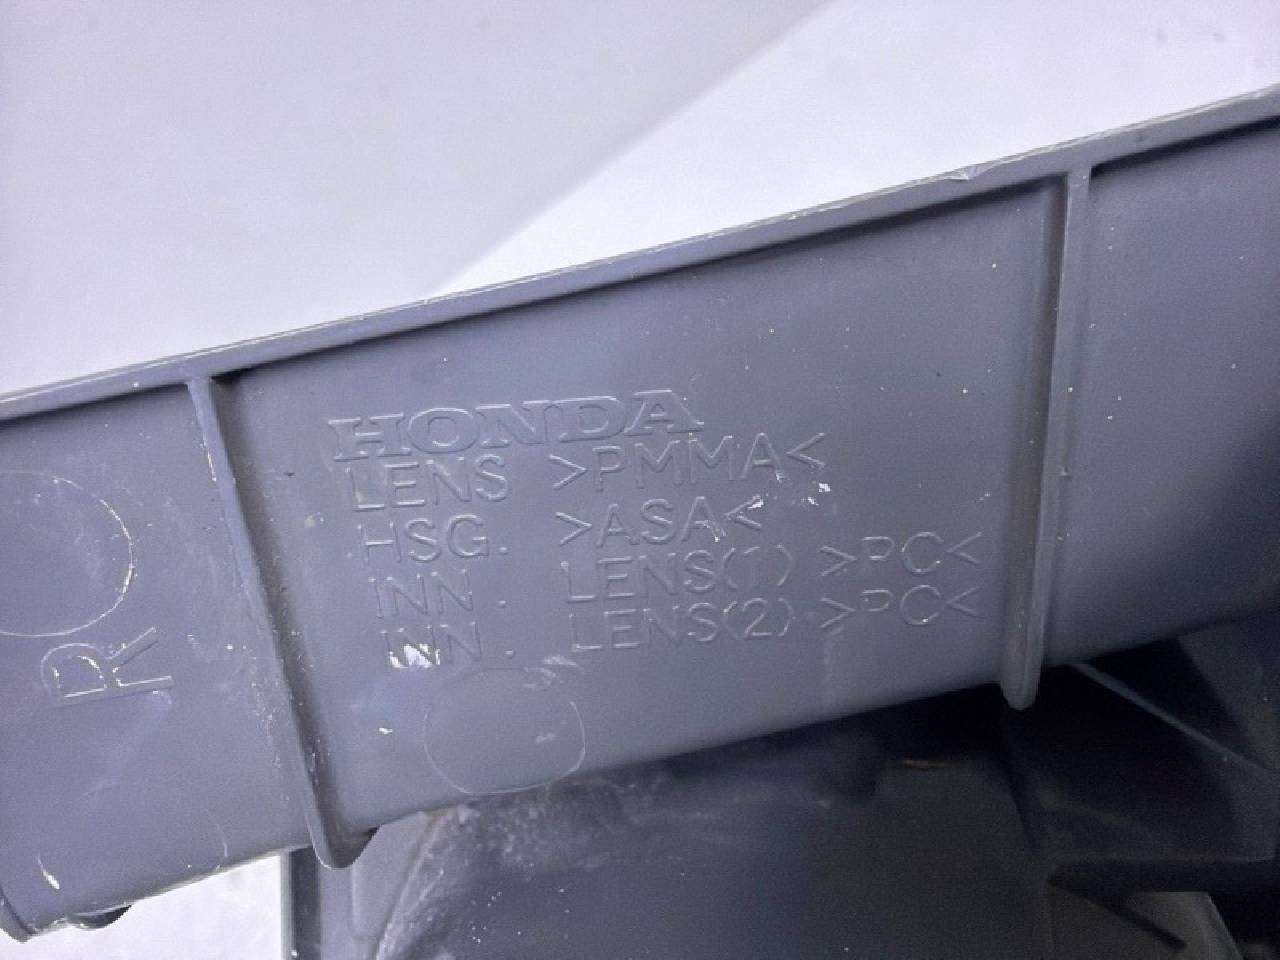 HONDA
LENS >PMMA<
HSG. >ASA<
INN. LENS(1) >PC<
INN. LENS(2) >PC<
R